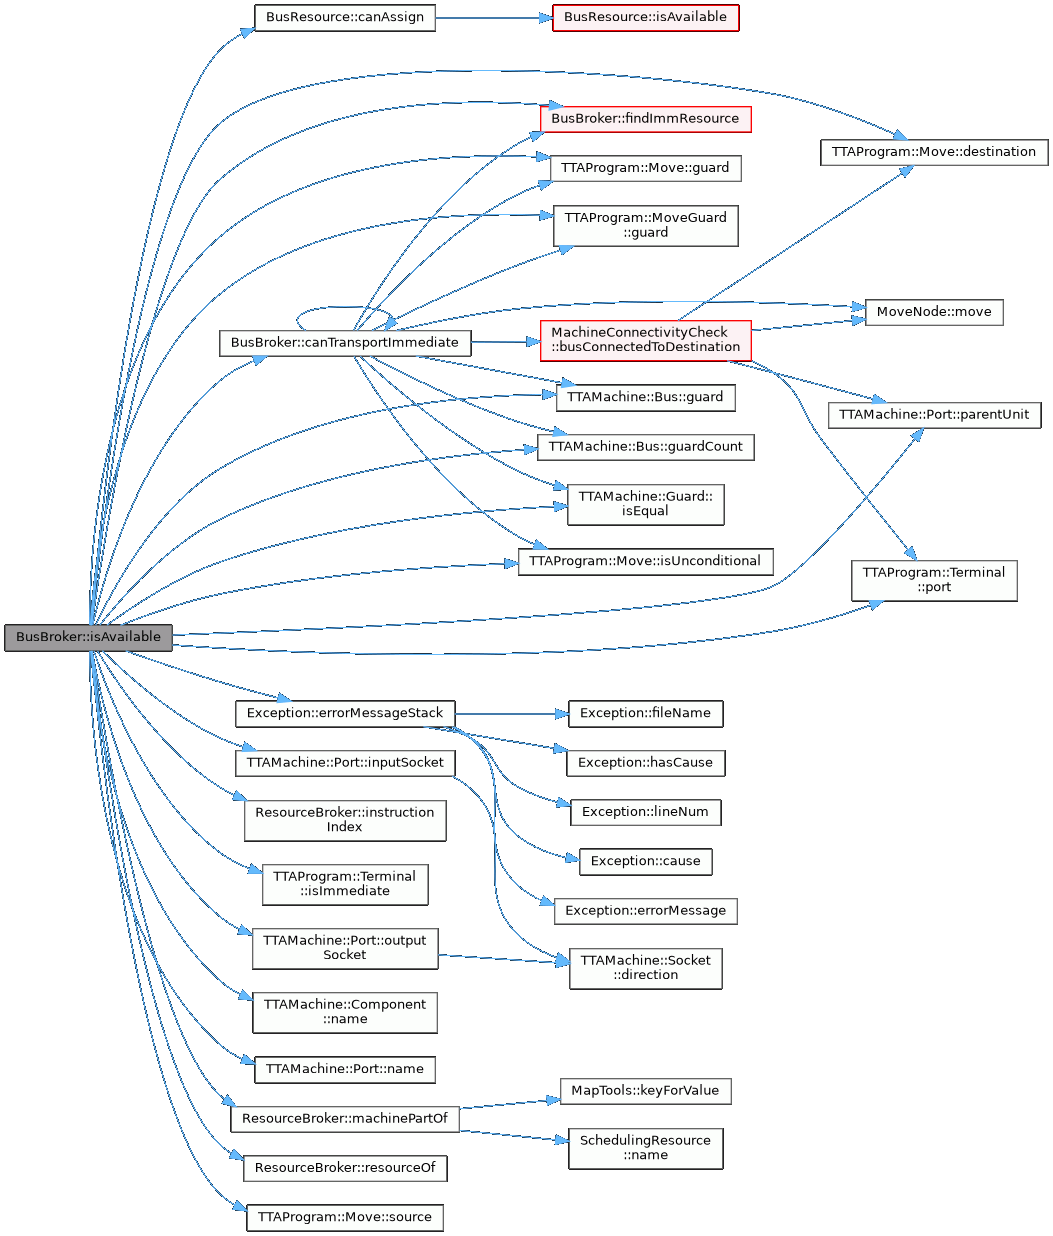 BusResource::canAssign
BusResource::isAvailable
BusBroker::findImmResource
TTAProgram::Move::destination
TTAProgram::Move::guard
TTAProgram::MoveGuard
::guard
MoveNode::move
BusBroker::canTransportImmediate
MachineConnectivityCheck
::busConnectedToDestination
TTAMachine::Bus::guard
TTAMachine::Port::parentUnit
TTAMachine::Bus::guardCount
TTAMachine::Guard::
isEqual
TTAProgram::Move::isUnconditional
TTAProgram::Terminal
::port
BusBroker::isAvailable
Exception::errorMessageStack
Exception::fileName
TTAMachine::Port::inputSocket
Exception::hasCause
ResourceBroker::instruction
Index
Exception::lineNum
Exception::cause
TTAProgram::Terminal
::isImmediate
Exception::errorMessage
TTAMachine::Port::output
Socket
TTAMachine::Socket
::direction
TTAMachine::Component
::name
TTAMachine::Port::name
MapTools::keyForValue
ResourceBroker::machinePartOf
SchedulingResource
::name
ResourceBroker::resourceOf
TTAProgram::Move::source